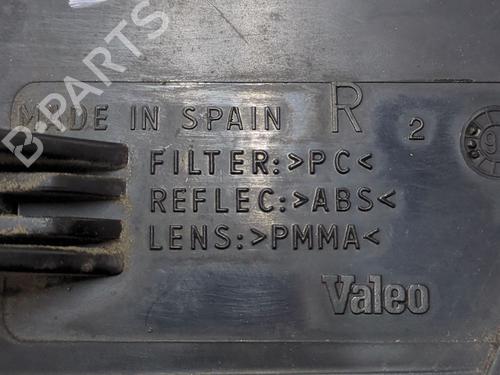 B-PARTS
MADE IN SPAIN R 2
FILTER:>PC<
REFLEC:>ABS<
LENS:>PMMA<
Valeo